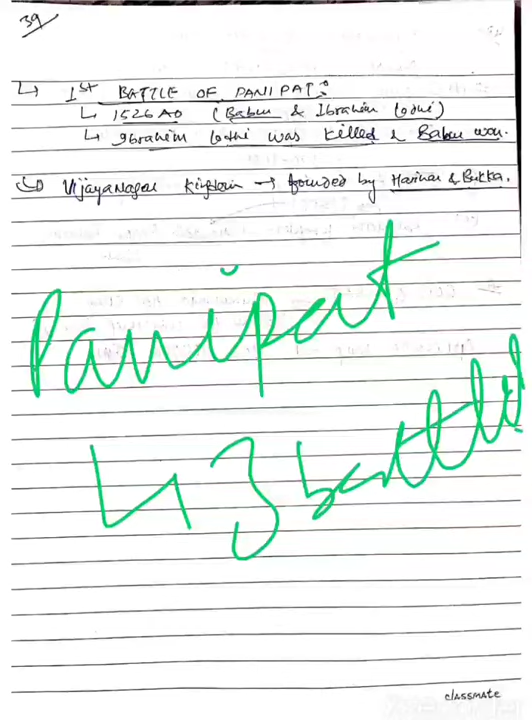 39
↳ 1st BATTLE OF PANIPAT:
↳ 1526 AD (Babur & Ibrahim Lodhi)
↳ Ibrahim Lodhi was killed & Babur won.
Vijayanagar Kingdom → founded by Harihar & Bukka.
Panipat
↳ 3 battle
classmate